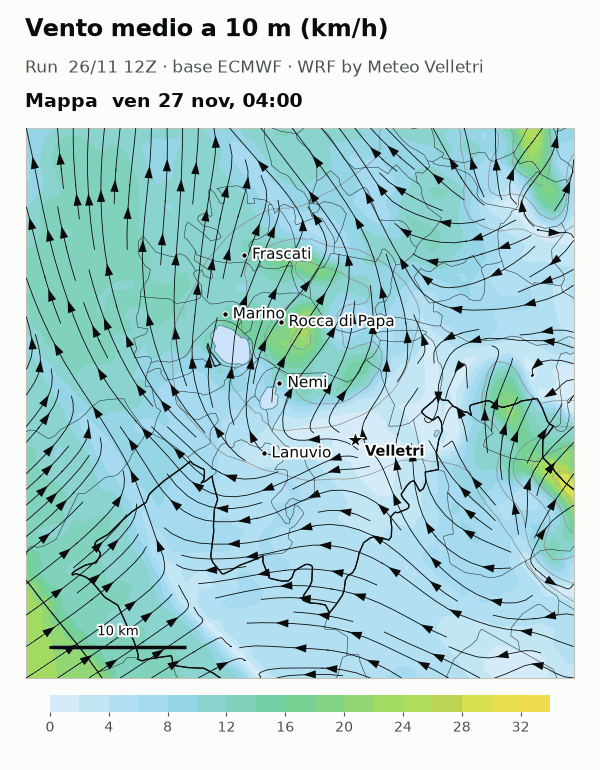 Vento medio a 10 m (km/h)
Run  26/11 12Z · base ECMWF · WRF by Meteo Velletri
Mappa  ven 27 nov, 04:00
Frascati
Marino
Rocca di Papa
Nemi
Lanuvio
Velletri
10 km
0 4 8 12 16 20 24 28 32